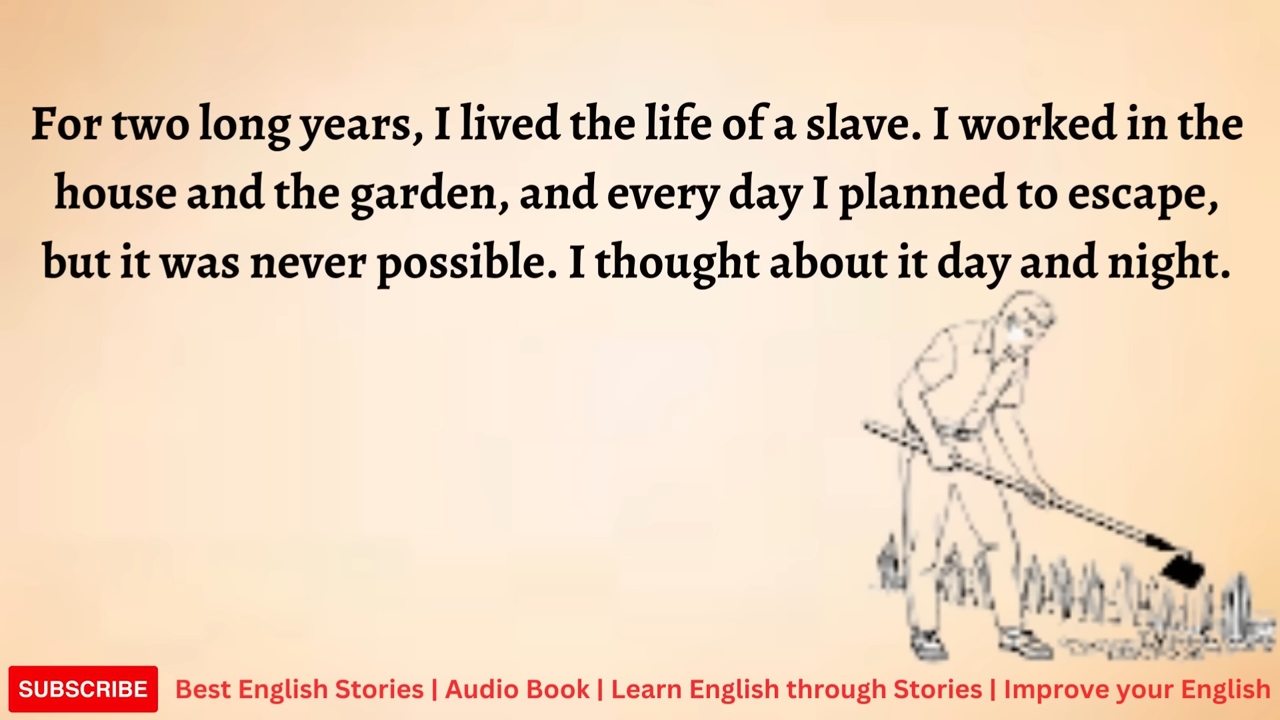 For two long years, I lived the life of a slave. I worked in the
house and the garden, and every day I planned to escape,
but it was never possible. I thought about it day and night.
SUBSCRIBE Best English Stories | Audio Book | Learn English through Stories | Improve your English